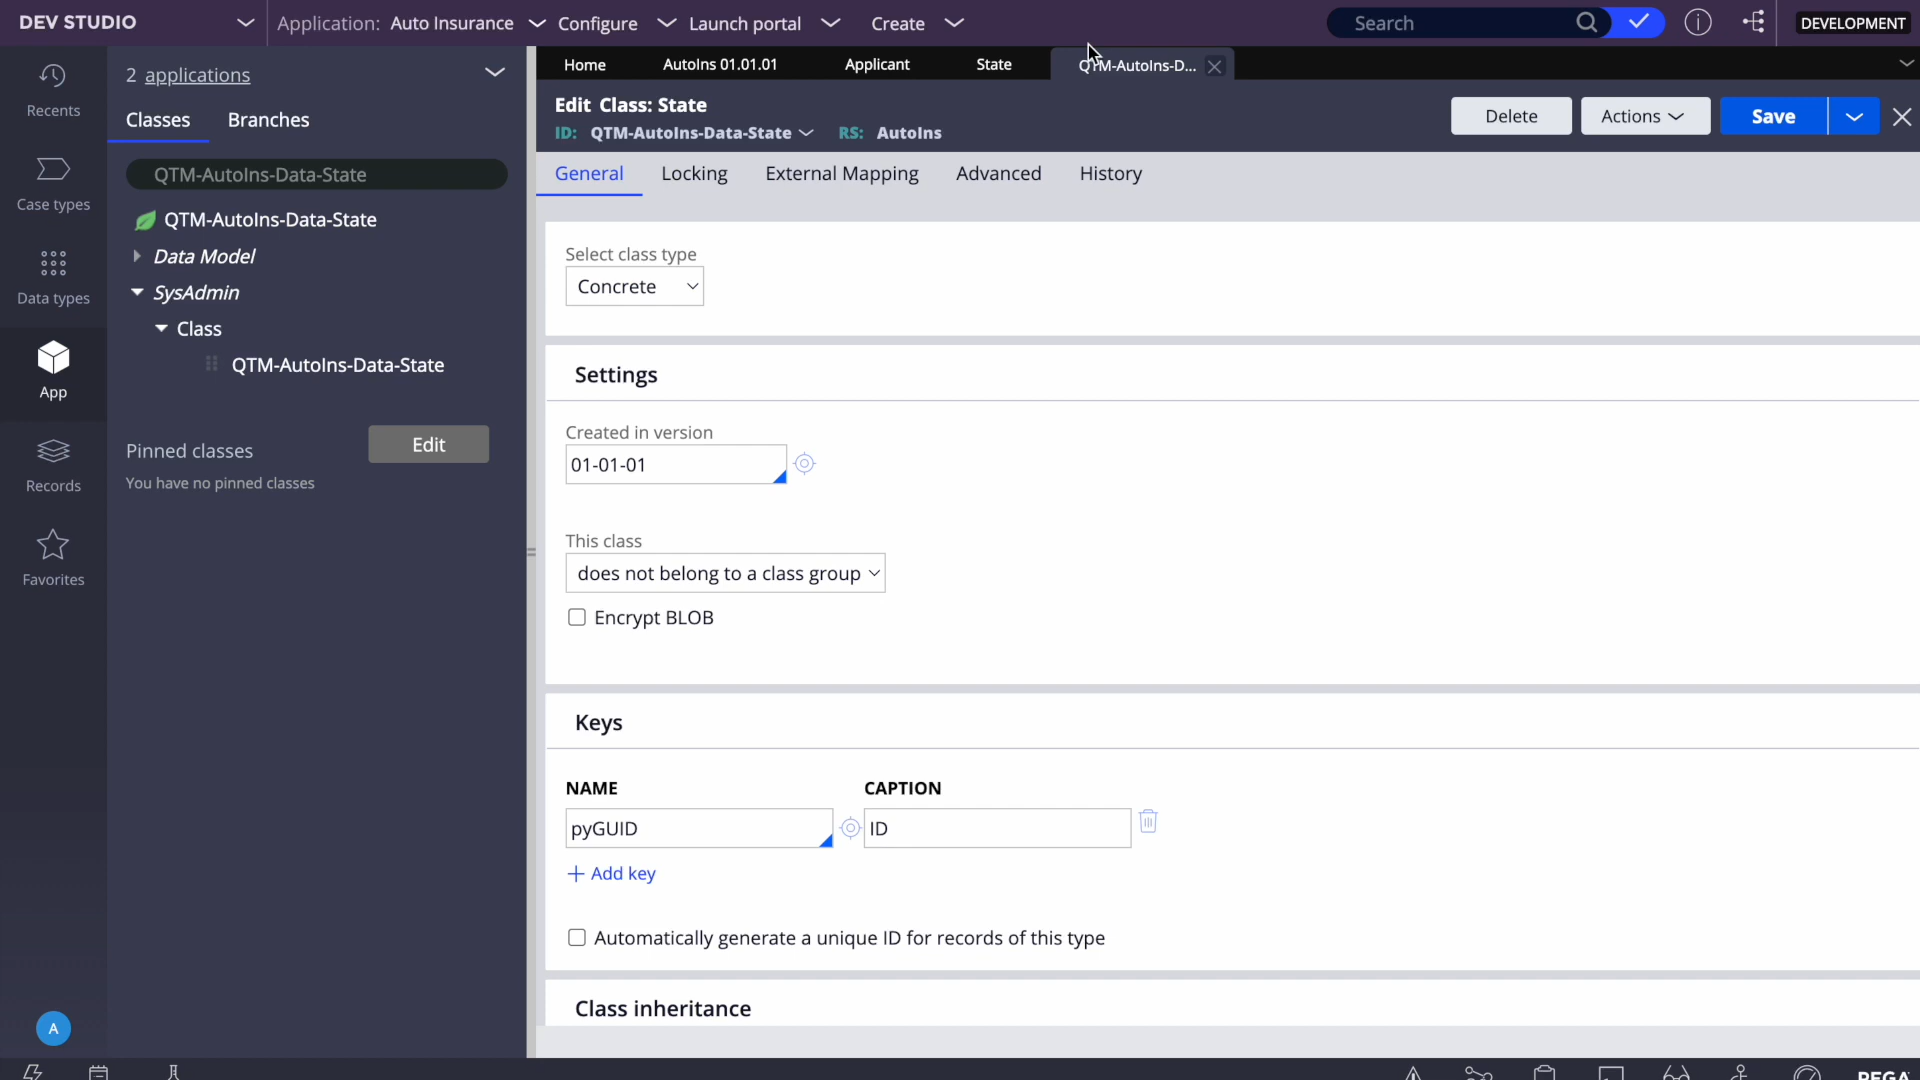 DEV STUDIO
Application: Auto Insurance
Configure
Launch portal
Create
Search
DEVELOPMENT
Recents
Case types
Data types
App
Records
Favorites
A
2 applications
Classes
Branches
QTM-AutoIns-Data-State
QTM-AutoIns-Data-State
Data Model
SysAdmin
Class
QTM-AutoIns-Data-State
Pinned classes
Edit
You have no pinned classes
Home
AutoIns 01.01.01
Applicant
State
QTM-AutoIns-D...
Edit Class: State
ID: QTM-AutoIns-Data-State RS: AutoIns
Delete
Actions
Save
General
Locking
External Mapping
Advanced
History
Select class type
Concrete
Settings
Created in version
01-01-01
This class
does not belong to a class group
Encrypt BLOB
Keys
NAME
CAPTION
pyGUID
ID
+ Add key
Automatically generate a unique ID for records of this type
Class inheritance
PEGA